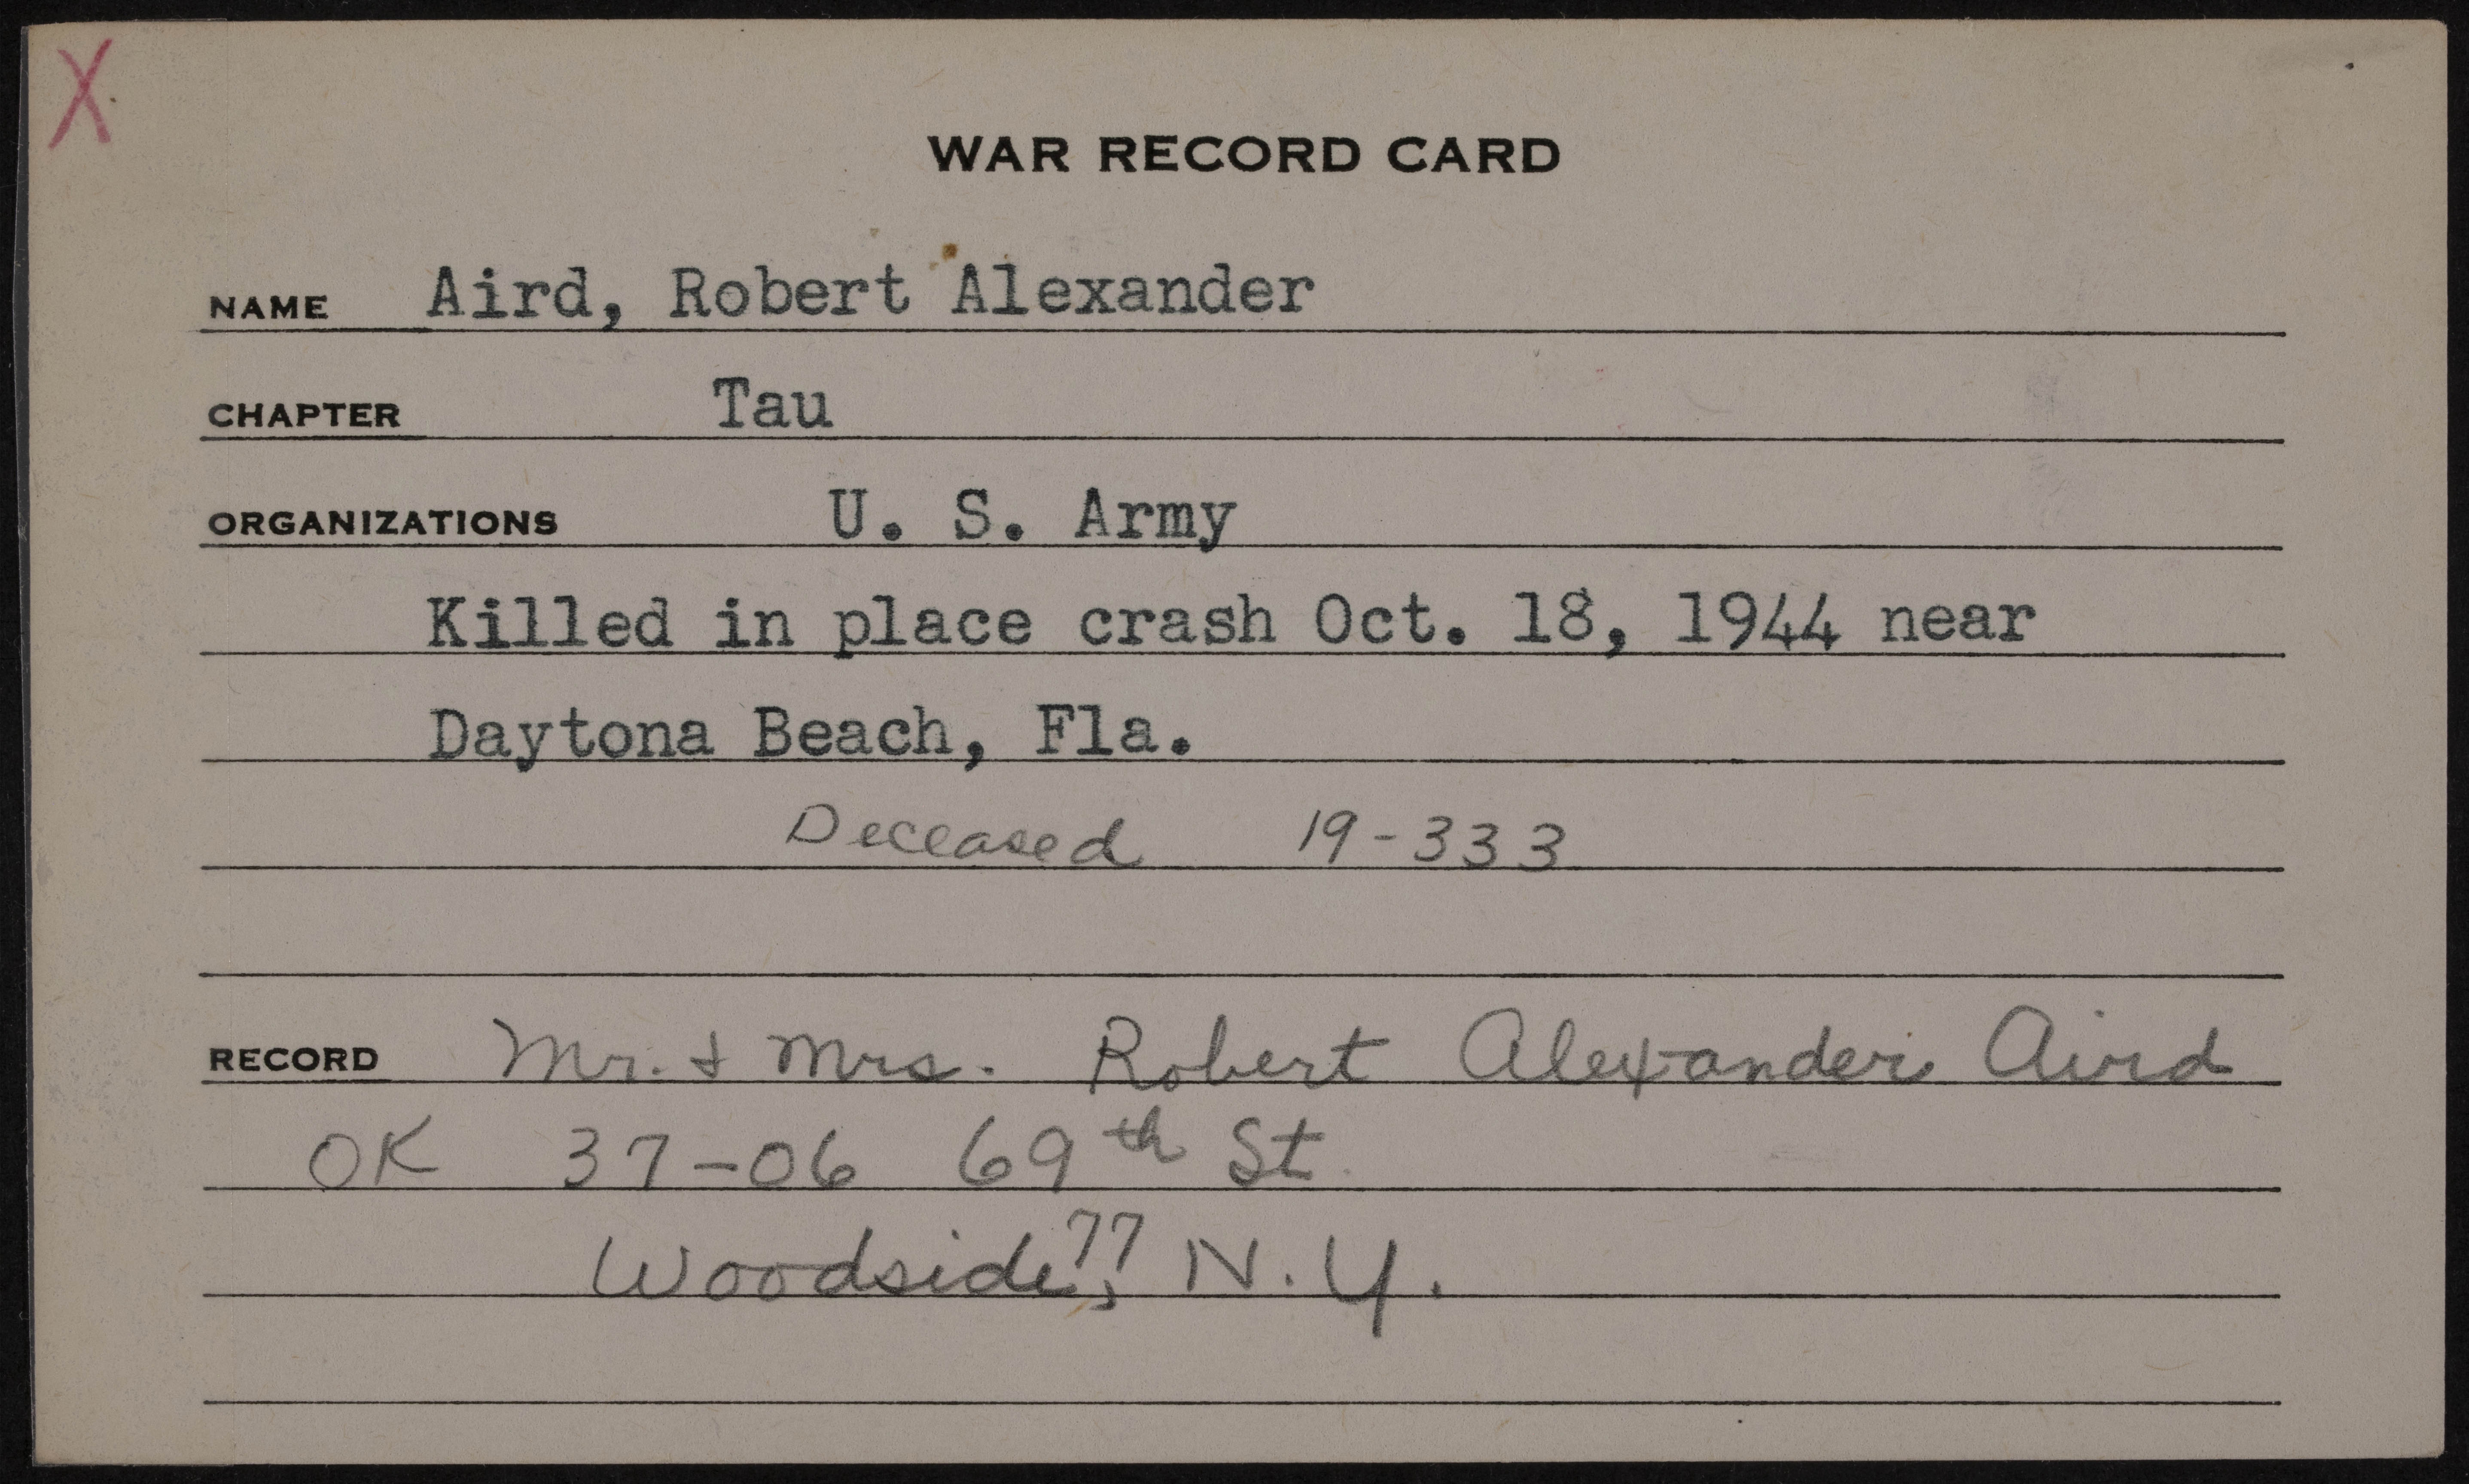 X
WAR RECORD CARD
NAME Aird, Robert Alexander
CHAPTER Tau
ORGANIZATIONS U. S. Army
Killed in place crash Oct. 18, 1944 near
Daytona Beach, Fla.
Deceased 19-333
RECORD Mr. & Mrs. Robert Alexander Aird
OK 37-06 69th St.
Woodside 77, N.Y.